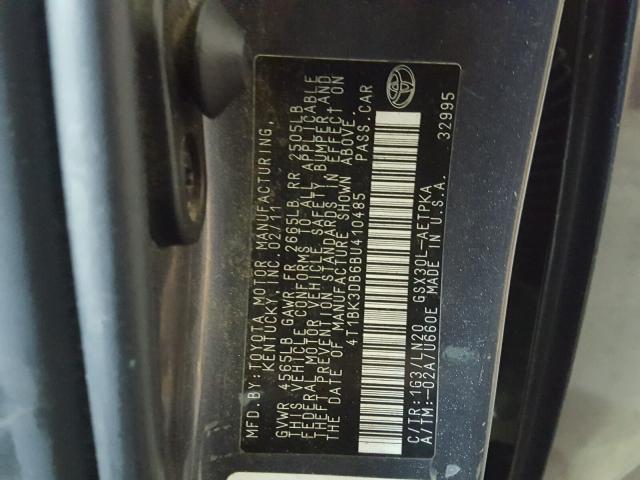 MFD. BY: TOYOTA MOTOR MANUFACTURING,
KENTUCKY, INC. 02/11
GVWR 4565LB GAWR FR 2665LB RR 2505LB
THIS VEHICLE CONFORMS TO ALL APPLICABLE
FEDERAL MOTOR VEHICLE SAFETY, BUMPER, AND
THEFT PREVENTION STANDARDS IN EFFECT ON
THE DATE OF MANUFACTURE SHOWN ABOVE.
4T1BK3DB6BU410485 PASS. CAR
C/TR:1G3/LN20 GSX30L-AETPKA
A/TM:-02A/U660E MADE IN U.S.A. 32995